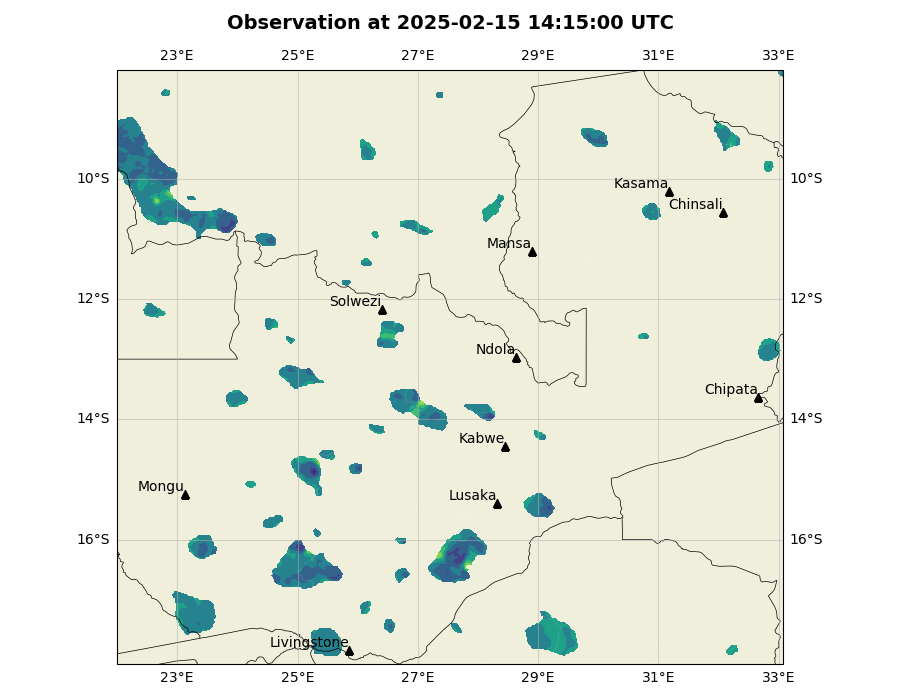 Observation at 2025-02-15 14:15:00 UTC
23°E 25°E 27°E 29°E 31°E 33°E
10°S 10°S
Kasama
Chinsali
Mansa
12°S 12°S
Solwezi
Ndola
Chipata
14°S 14°S
Kabwe
Mongu
Lusaka
16°S 16°S
Livingstone
23°E 25°E 27°E 29°E 31°E 33°E